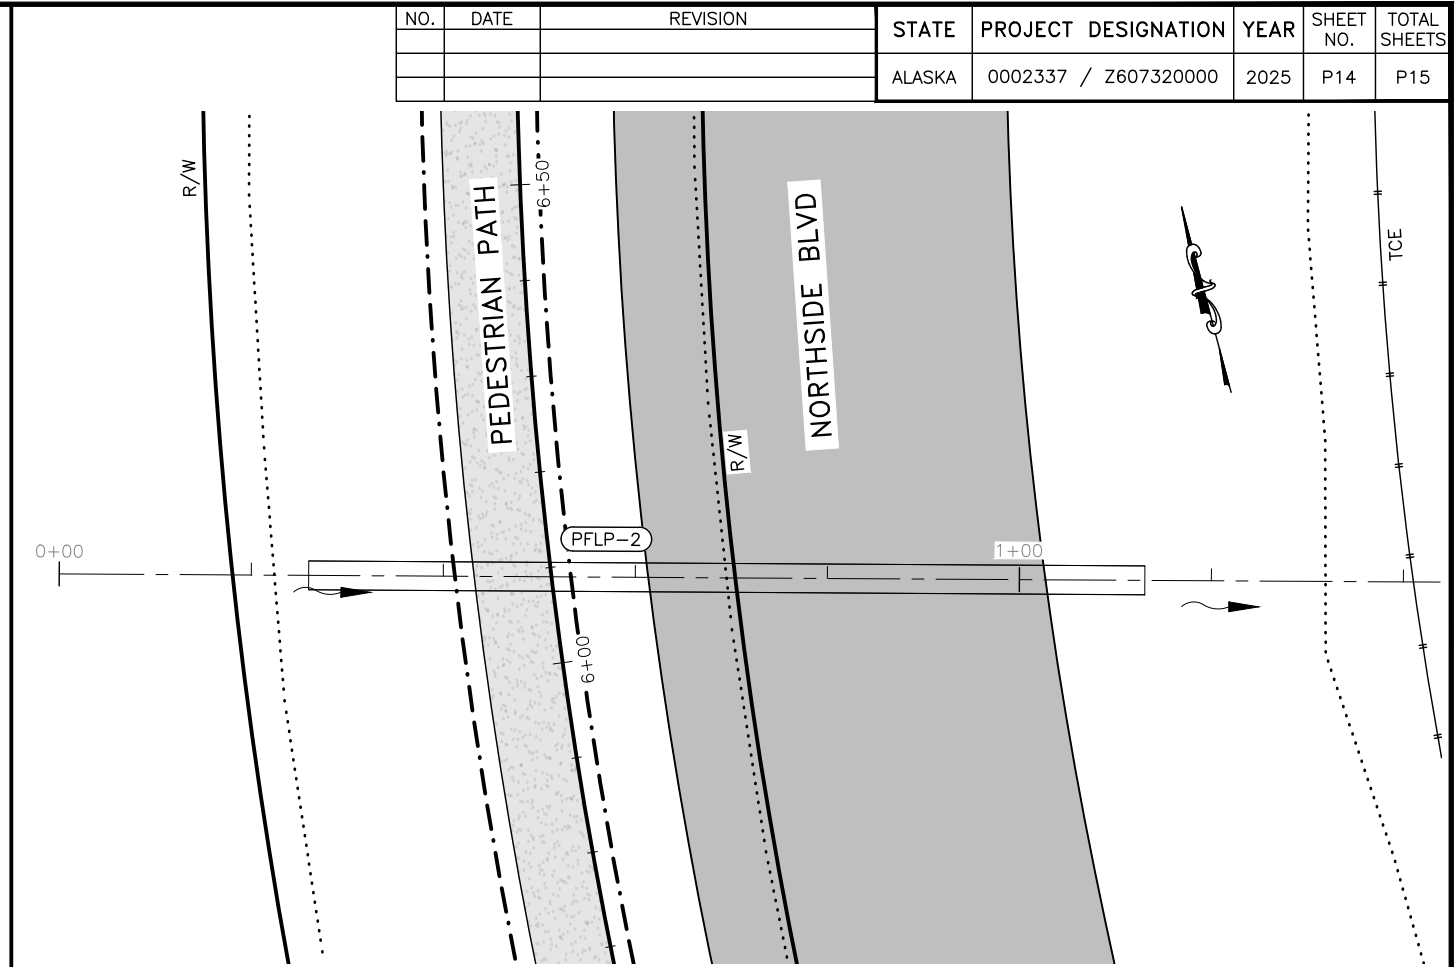 NO. DATE REVISION
STATE PROJECT DESIGNATION YEAR SHEET NO. TOTAL SHEETS
ALASKA 0002337 / Z607320000 2025 P14 P15
R/W
PEDESTRIAN PATH
6+50
NORTHSIDE BLVD
TCE
R/W
PFLP-2
0+00
1+00
6+00